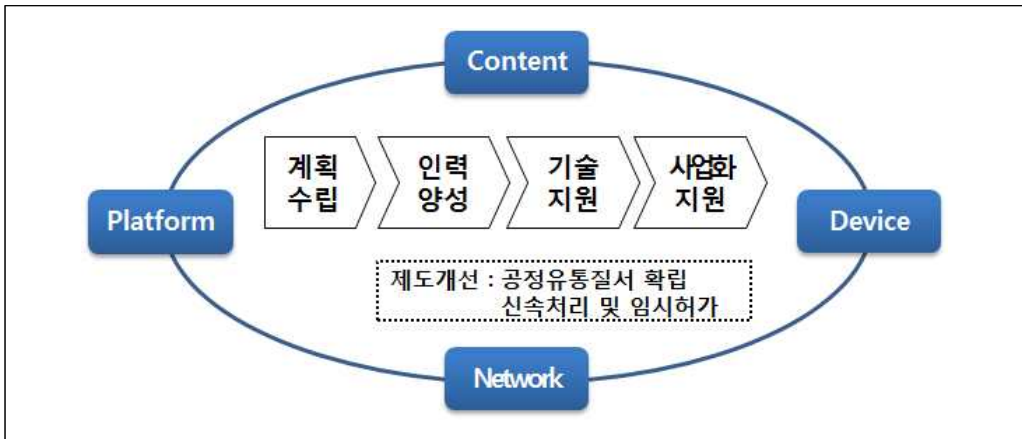 Content
계획
수립
인력
양성
기술
지원
사업화
지원
Platform
Device
제도개선 : 공정유통질서 확립
신속처리 및 임시허가
Network